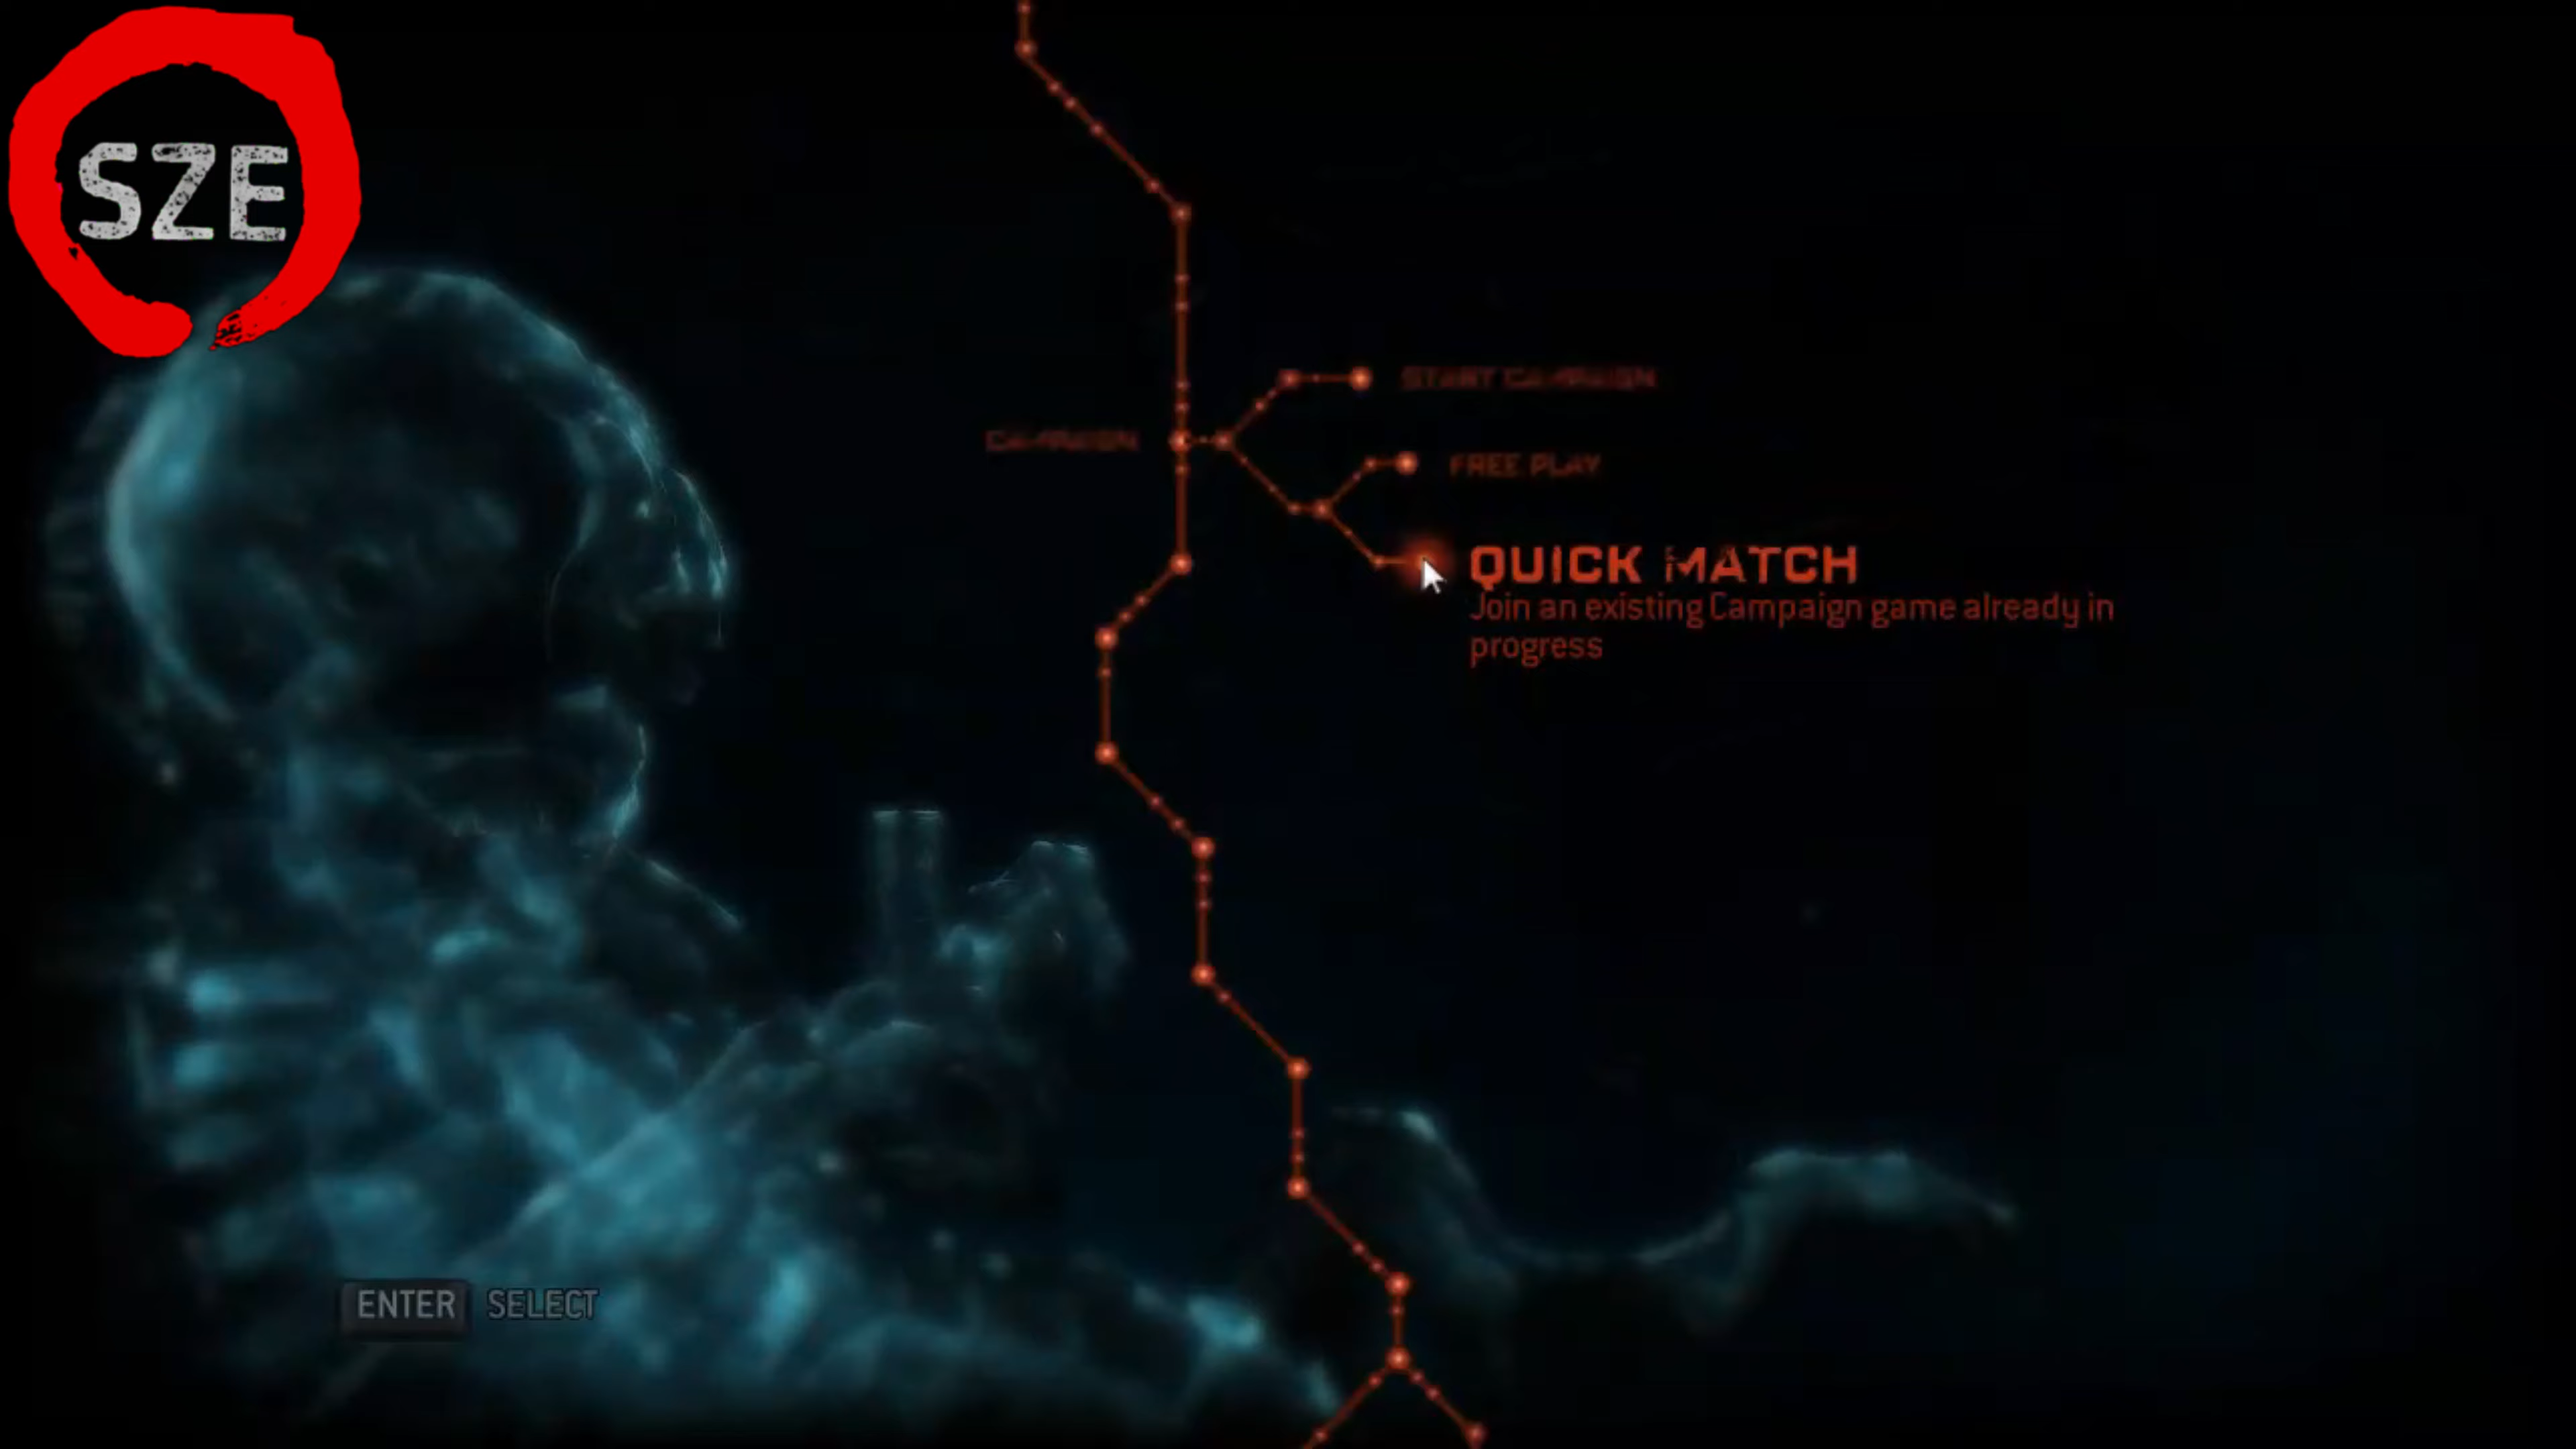 SZE
START CAMPAIGN
CAMPAIGN
FREE PLAY
QUICK MATCH
Join an existing Campaign game already in
progress
ENTER SELECT